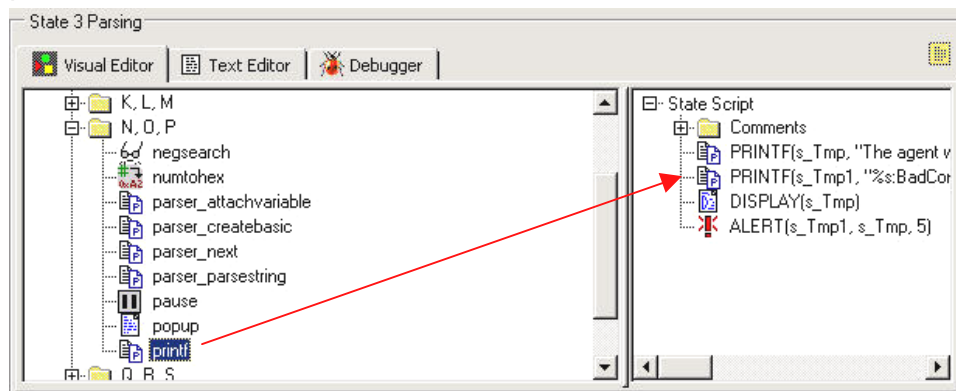 State 3 Parsing
Visual Editor
Text Editor
Debugger
K, L, M
N, O, P
negsearch
numtohex
0xA2
parser_attachvariable
parser_createbasic
parser_next
parser_parsestring
pause
popup
printf
Q, R, S
State Script
Comments
PRINTF(s_Tmp, "The agent w
PRINTF(s_Tmp1, "%s:BadCor
DISPLAY(s_Tmp)
ALERT(s_Tmp1, s_Tmp, 5)